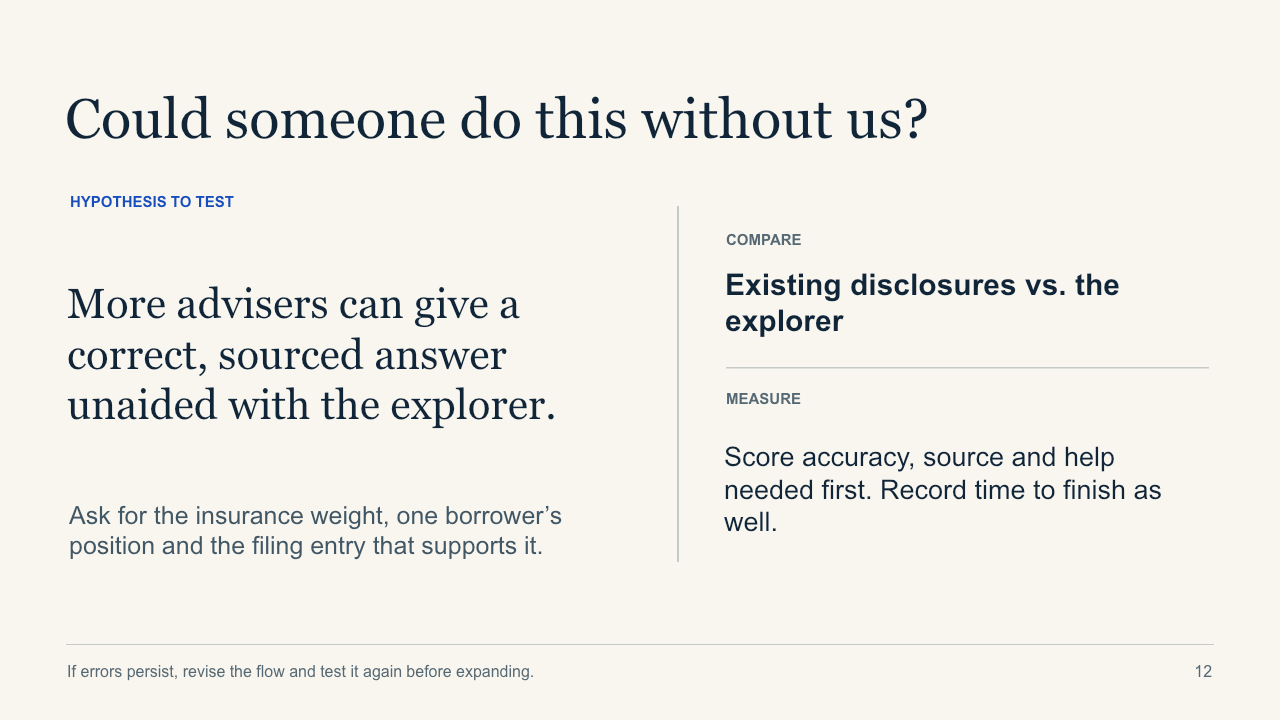 Could someone do this without us?
HYPOTHESIS TO TEST
More advisers can give a
correct, sourced answer
unaided with the explorer.
Ask for the insurance weight, one borrower’s
position and the filing entry that supports it.
COMPARE
Existing disclosures vs. the
explorer
MEASURE
Score accuracy, source and help
needed first. Record time to finish as
well.
If errors persist, revise the flow and test it again before expanding.
12